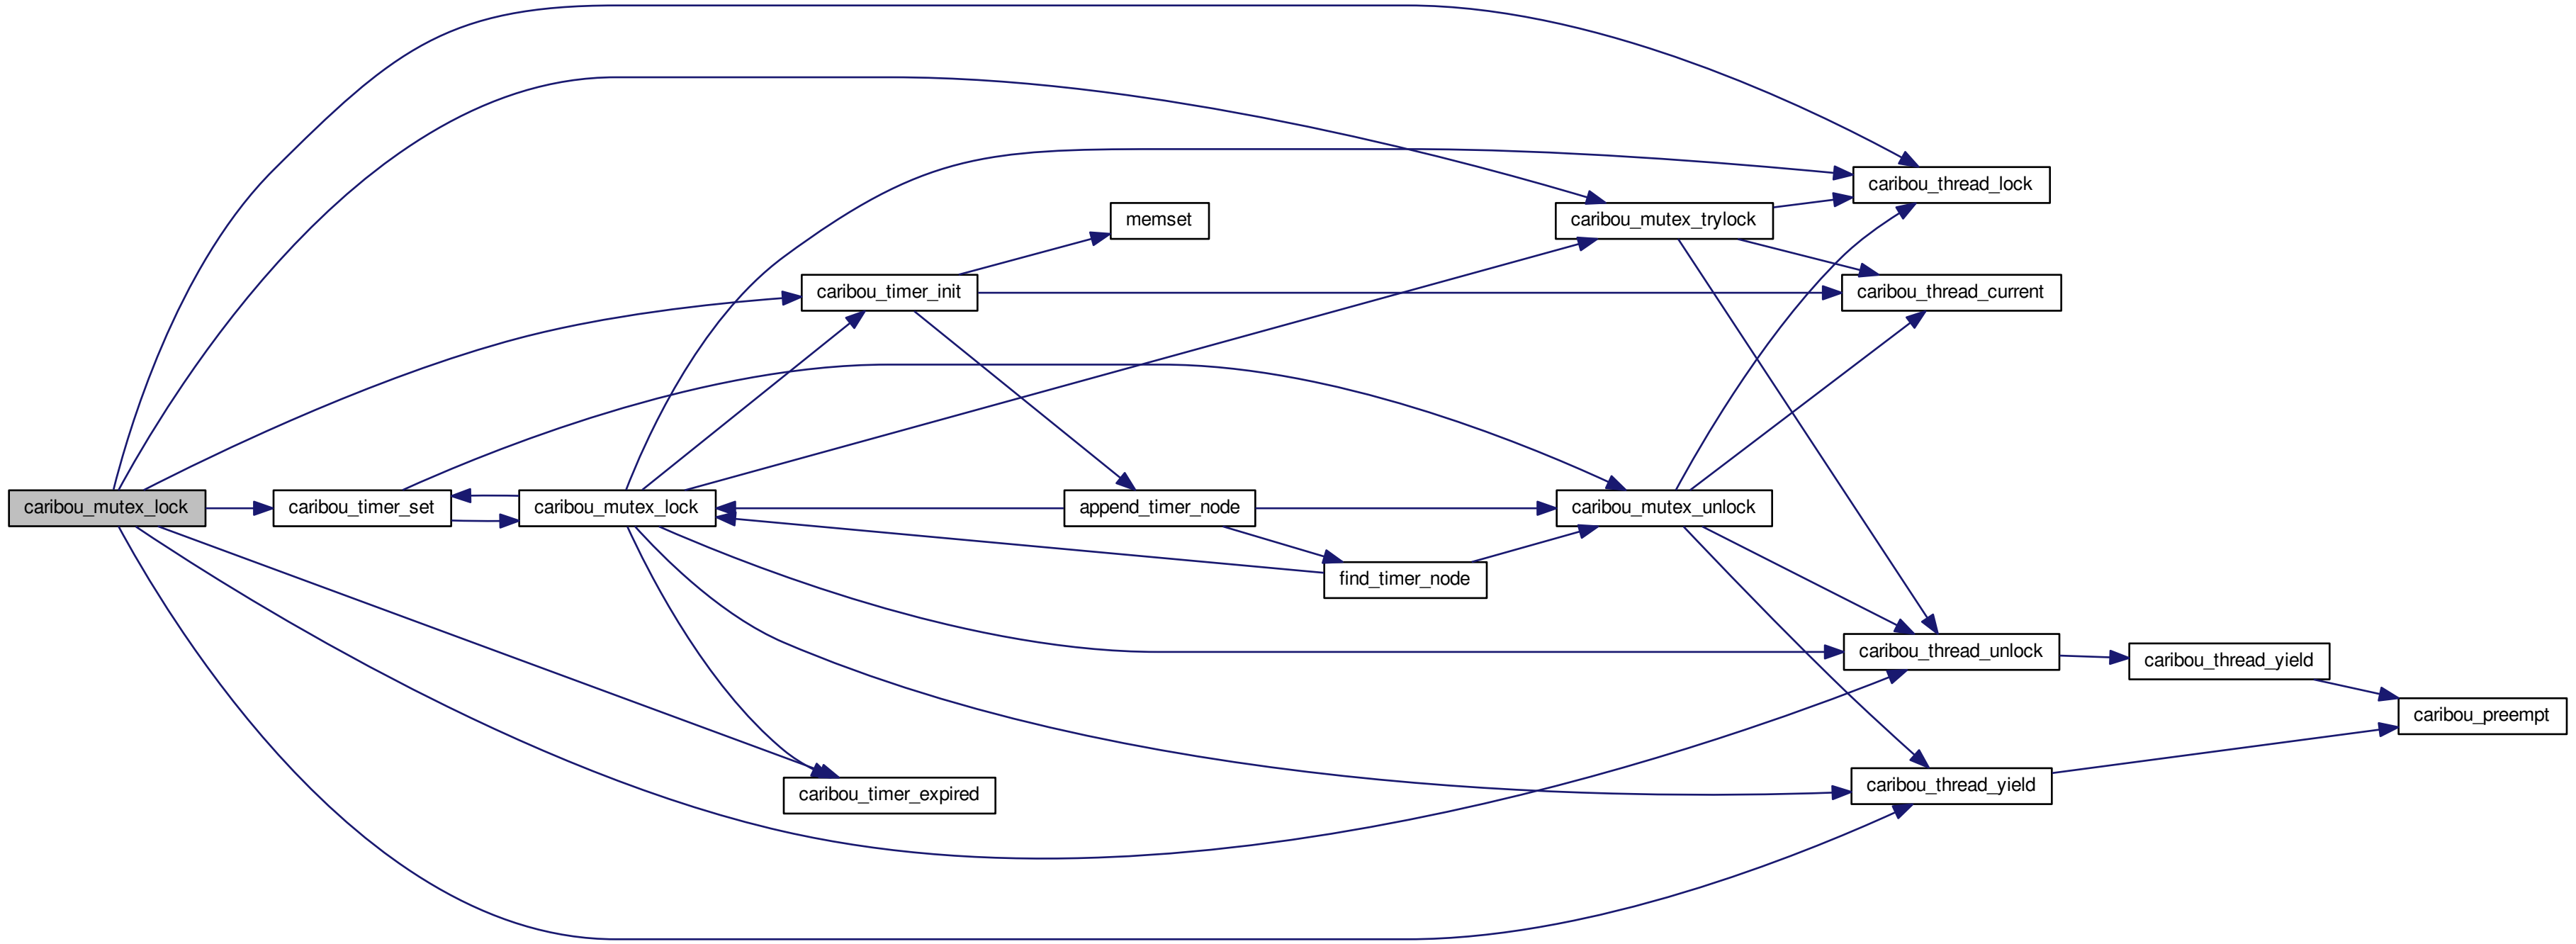 caribou_thread_lock
caribou_mutex_trylock
memset
caribou_timer_init
caribou_thread_current
caribou_mutex_lock
caribou_timer_set
caribou_mutex_lock
append_timer_node
caribou_mutex_unlock
find_timer_node
caribou_thread_unlock
caribou_thread_yield
caribou_preempt
caribou_timer_expired
caribou_thread_yield